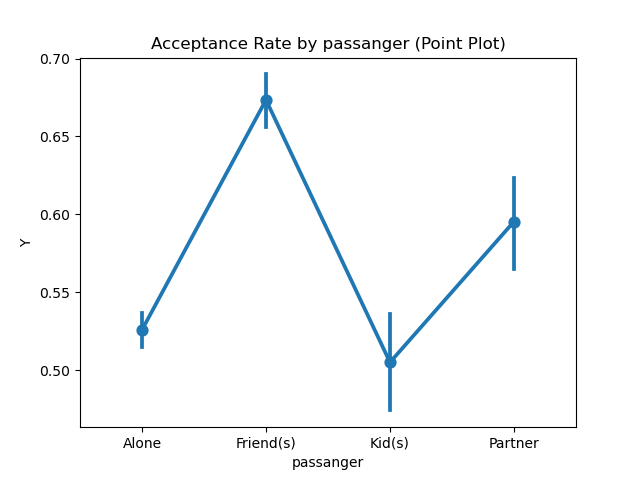 Acceptance Rate by passanger (Point Plot)
0.70
0.65
0.60
0.55
0.50
Y
Alone Friend(s) Kid(s) Partner
passanger